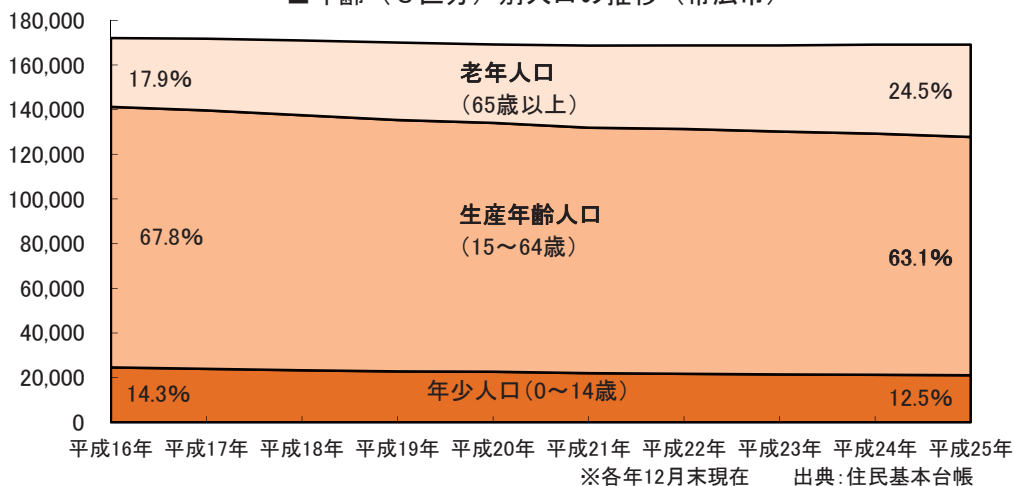 180,000
160,000
140,000
120,000
100,000
80,000
60,000
40,000
20,000
0
17.9%
老年人口
(65歳以上)
24.5%
67.8%
生産年齢人口
(15〜64歳)
63.1%
14.3%
年少人口(0〜14歳)
12.5%
平成16年 平成17年 平成18年 平成19年 平成20年 平成21年 平成22年 平成23年 平成24年 平成25年
※各年12月末現在 出典:住民基本台帳